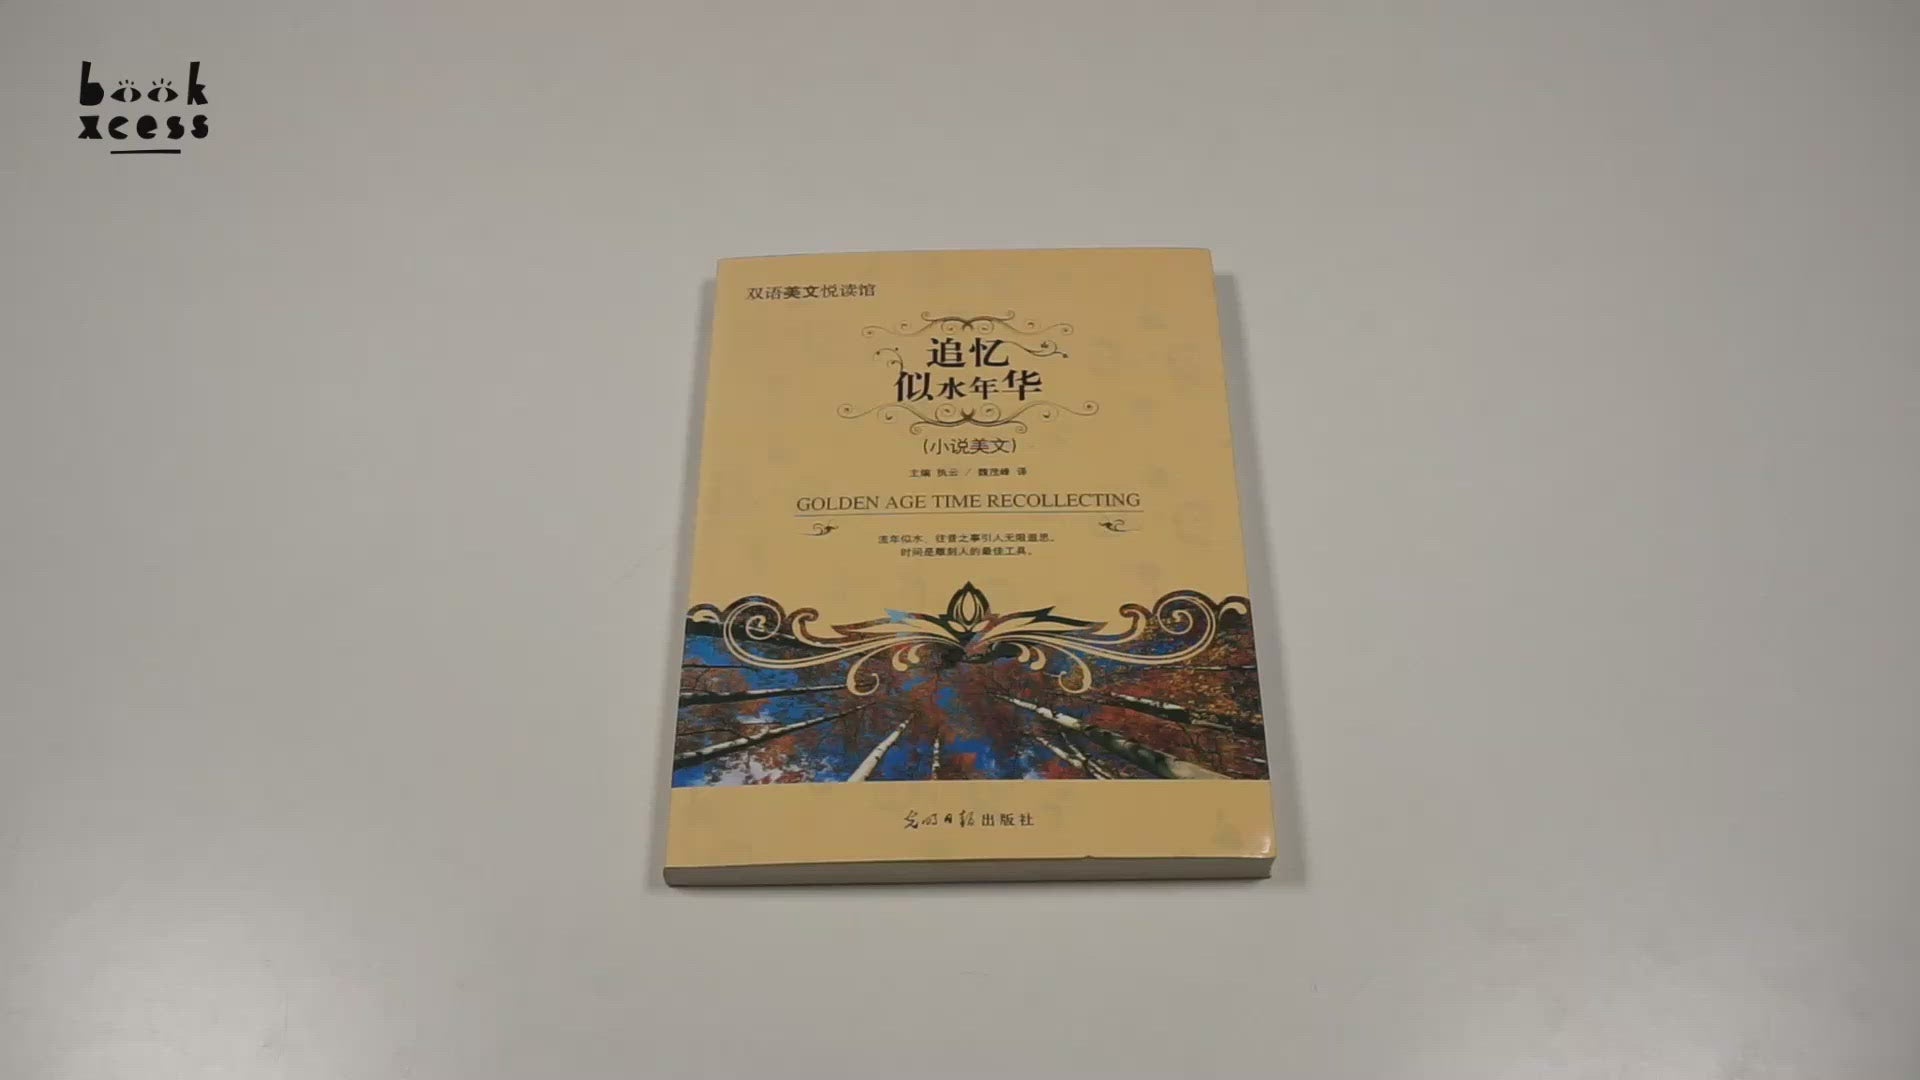 book
xcess
双语美文悦读馆
追忆
似水年华
(小说美文)
主编 执云 / 魏茂峰 译
GOLDEN AGE TIME RECOLLECTING
流年似水，往昔之事引人无限遐思。
时间是雕刻人的最佳工具。
光明日报出版社